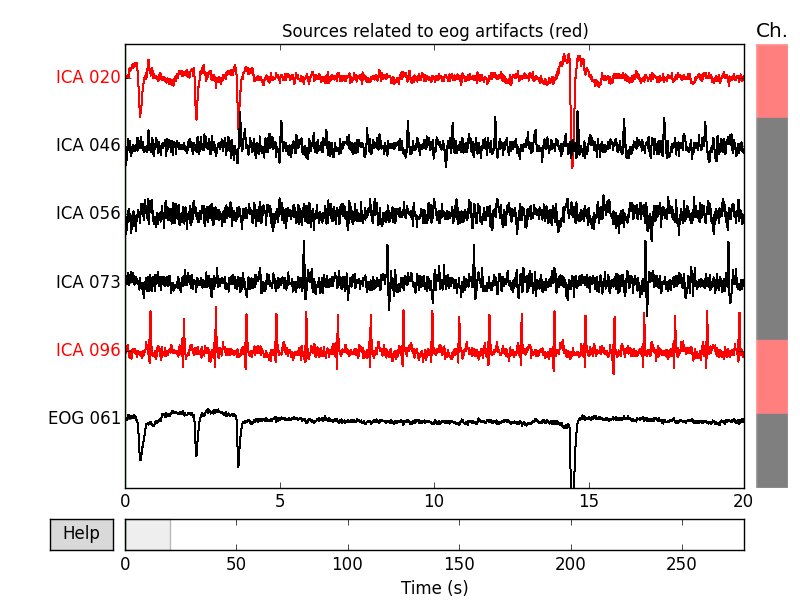 Sources related to eog artifacts (red)
Ch.
ICA 020
ICA 046
ICA 056
ICA 073
ICA 096
EOG 061
0 5 10 15 20
Help
0 50 100 150 200 250
Time (s)